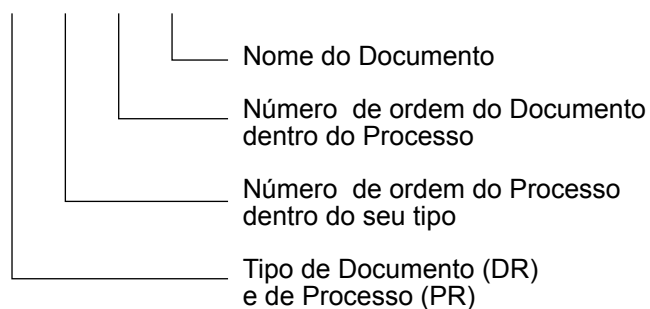 Nome do Documento
Número de ordem do Documento
dentro do Processo
Número de ordem do Processo
dentro do seu tipo
Tipo de Documento (DR)
e de Processo (PR)